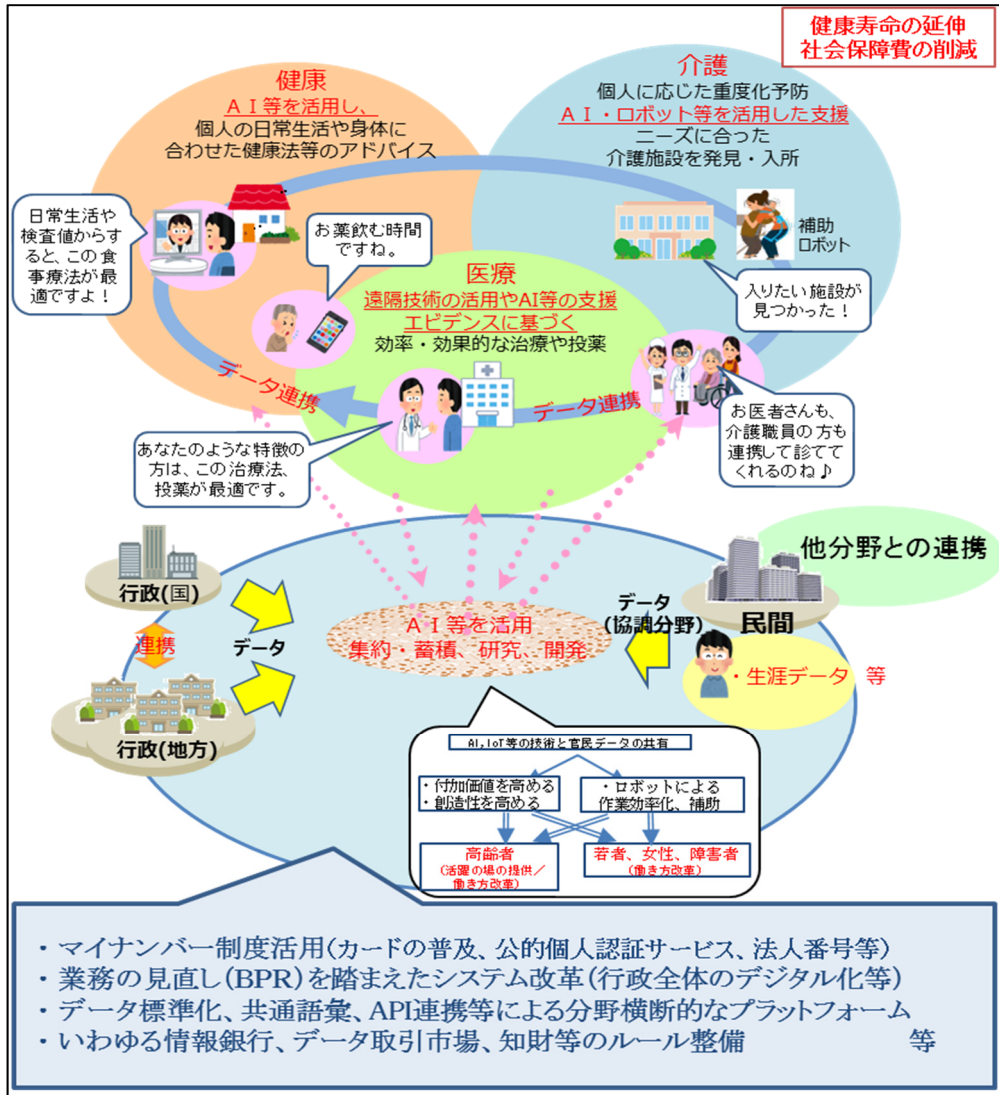 健康寿命の延伸
社会保障費の削減
健康
ＡＩ等を活用し、
個人の日常生活や身体に
合わせた健康法等のアドバイス
介護
個人に応じた重度化予防
ＡＩ・ロボット等を活用した支援
ニーズに合った
介護施設を発見・入所
日常生活や
検査値からす
ると、この食
事療法が最
適ですよ！
お薬飲む時間
ですね。
補助
ロボット
入りたい施設が
見つかった！
医療
遠隔技術の活用やAI等の支援
エビデンスに基づく
効率・効果的な治療や投薬
データ連携
データ連携
あなたのような特徴の
方は、この治療法、
投薬が最適です。
お医者さんも、
介護職員の方も
連携して診てて
くれるのね♪
行政(国)
連携
行政(地方)
データ
ＡＩ等を活用
集約・蓄積、研究、開発
データ
(協調分野)
他分野との連携
民間
・生涯データ　等
AI,IoT等の技術と官民データの共有
・付加価値を高める
・創造性を高める
・ロボットによる
作業効率化、補助
高齢者
(活躍の場の提供／
働き方改革)
若者、女性、障害者
(働き方改革)
・マイナンバー制度活用(カードの普及、公的個人認証サービス、法人番号等)
・業務の見直し(BPR)を踏まえたシステム改革(行政全体のデジタル化等)
・データ標準化、共通語彙、API連携等による分野横断的なプラットフォーム
・いわゆる情報銀行、データ取引市場、知財等のルール整備　　　等